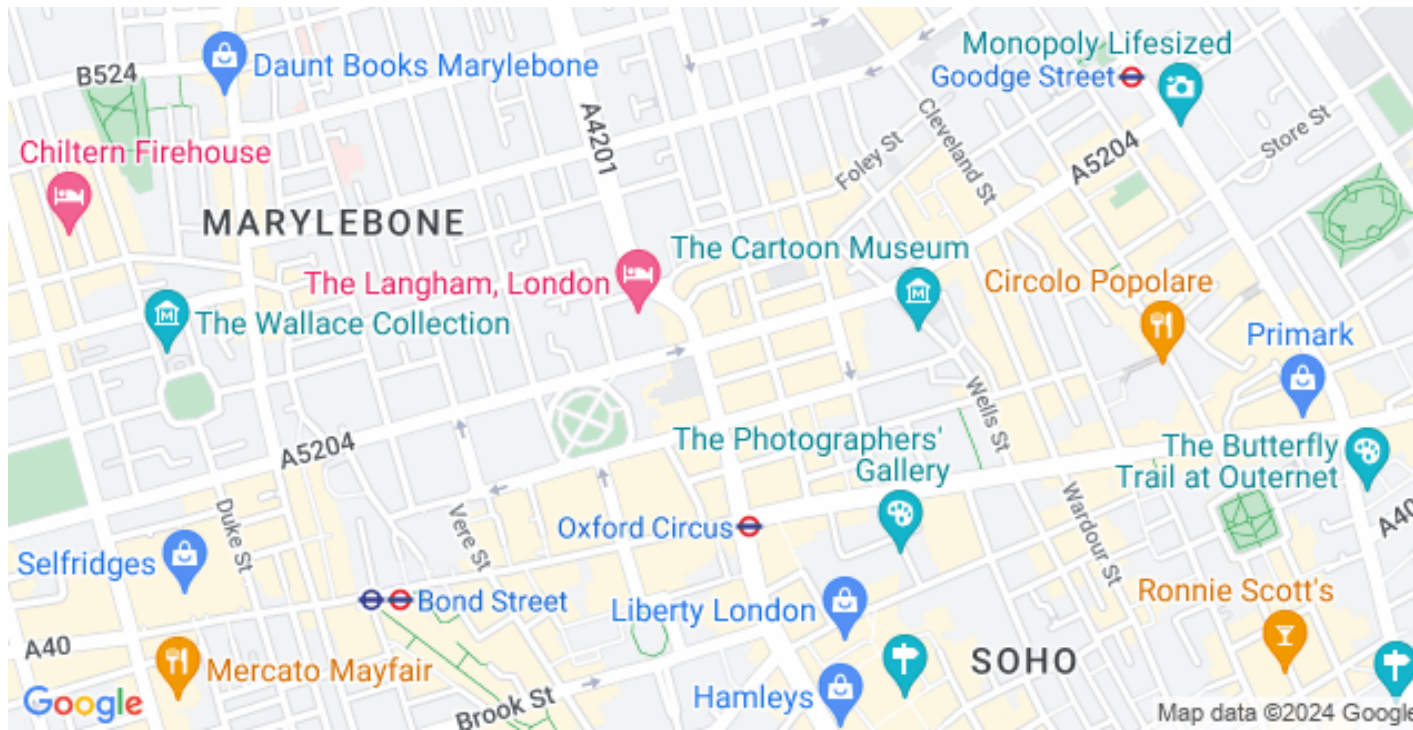 Monopoly Lifesized
Daunt Books Marylebone
B524
Goodge Street
A4201
Cleveland St
Store St
Chiltern Firehouse
Foley St
A5204
MARYLEBONE
The Cartoon Museum
The Langham, London
Circolo Popolare
The Wallace Collection
Primark
Wells St
The Photographers'
Gallery
A5204
The Butterfly
Trail at Outernet
Duke St
Vere St
Oxford Circus
Wardour St
A40
Selfridges
Bond Street
Liberty London
Ronnie Scott's
A40
Mercato Mayfair
SOHO
Hamleys
Brook St
Google
Map data ©2024 Google